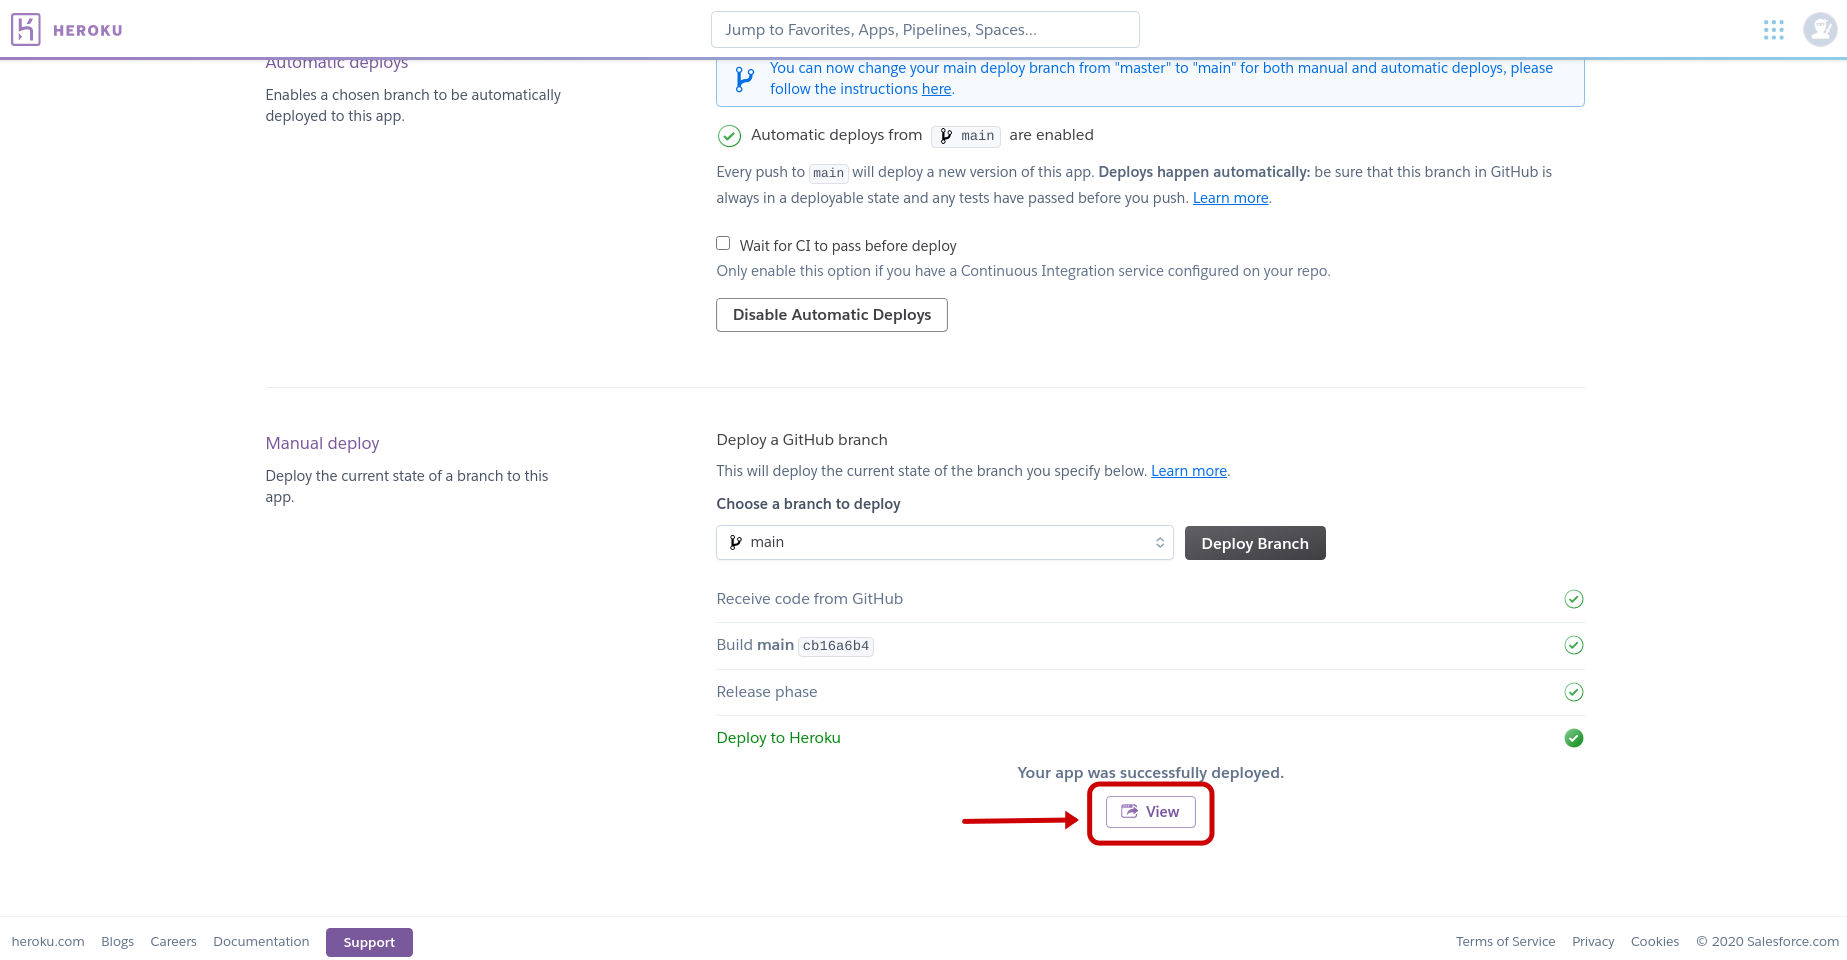 HEROKU
Jump to Favorites, Apps, Pipelines, Spaces...
Automatic deploys
Enables a chosen branch to be automatically
deployed to this app.
You can now change your main deploy branch from "master" to "main" for both manual and automatic deploys, please
follow the instructions here.
Automatic deploys from main are enabled
Every push to main will deploy a new version of this app. Deploys happen automatically: be sure that this branch in GitHub is
always in a deployable state and any tests have passed before you push. Learn more.
Wait for CI to pass before deploy
Only enable this option if you have a Continuous Integration service configured on your repo.
Disable Automatic Deploys
Manual deploy
Deploy the current state of a branch to this
app.
Deploy a GitHub branch
This will deploy the current state of the branch you specify below. Learn more.
Choose a branch to deploy
main
Deploy Branch
Receive code from GitHub
Build main cb16a6b4
Release phase
Deploy to Heroku
Your app was successfully deployed.
View
heroku.com Blogs Careers Documentation Support
Terms of Service Privacy Cookies © 2020 Salesforce.com